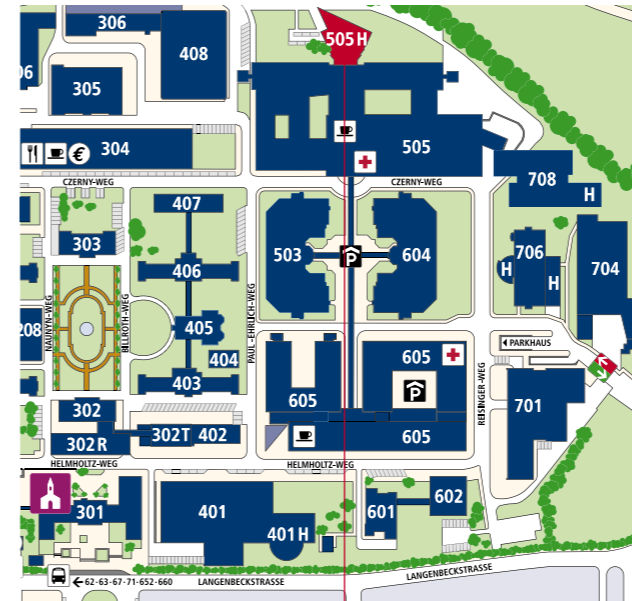 306
408
505 H
06
305
505
304
€
CZERNY-WEG
CZERNY-WEG
708
H
407
303
503
604
706
H
H
704
406
P
NAUNYN-WEG
BILLROTH-WEG
PAUL-EHRLICH-WEG
208
405
404
403
605
605
P
REISINGER-WEG
PARKHAUS
302
302 R
302T
402
605
701
HELMHOLTZ-WEG
HELMHOLTZ-WEG
301
401
401 H
601
602
62-63-67-71-652-660
LANGENBECKSTRASSE
LANGENBECKSTRASSE